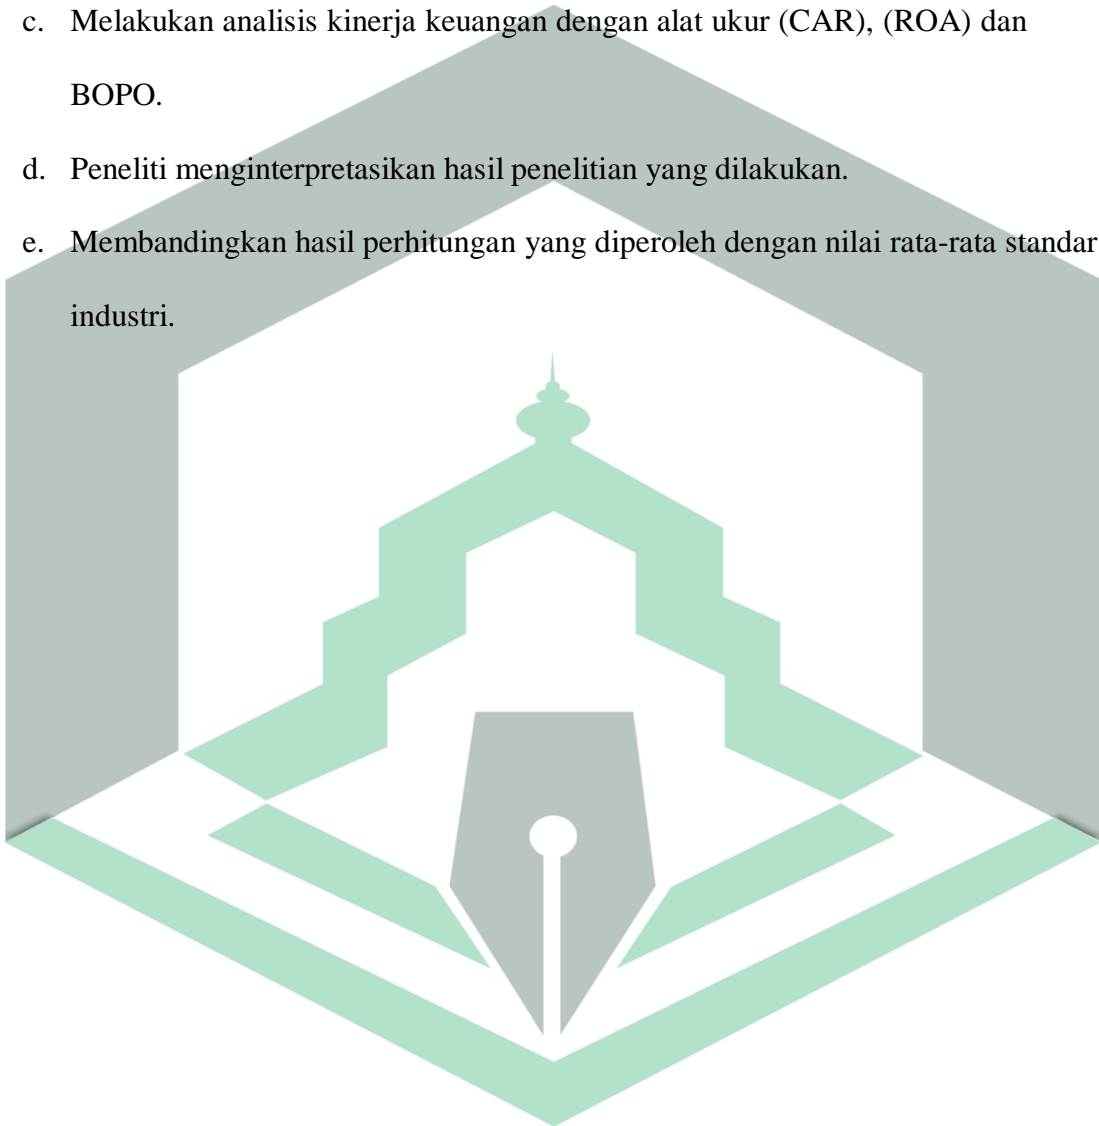 c. Melakukan analisis kinerja keuangan dengan alat ukur (CAR), (ROA) dan
BOPO.
d. Peneliti menginterpretasikan hasil penelitian yang dilakukan.
e. Membandingkan hasil perhitungan yang diperoleh dengan nilai rata-rata standar
industri.